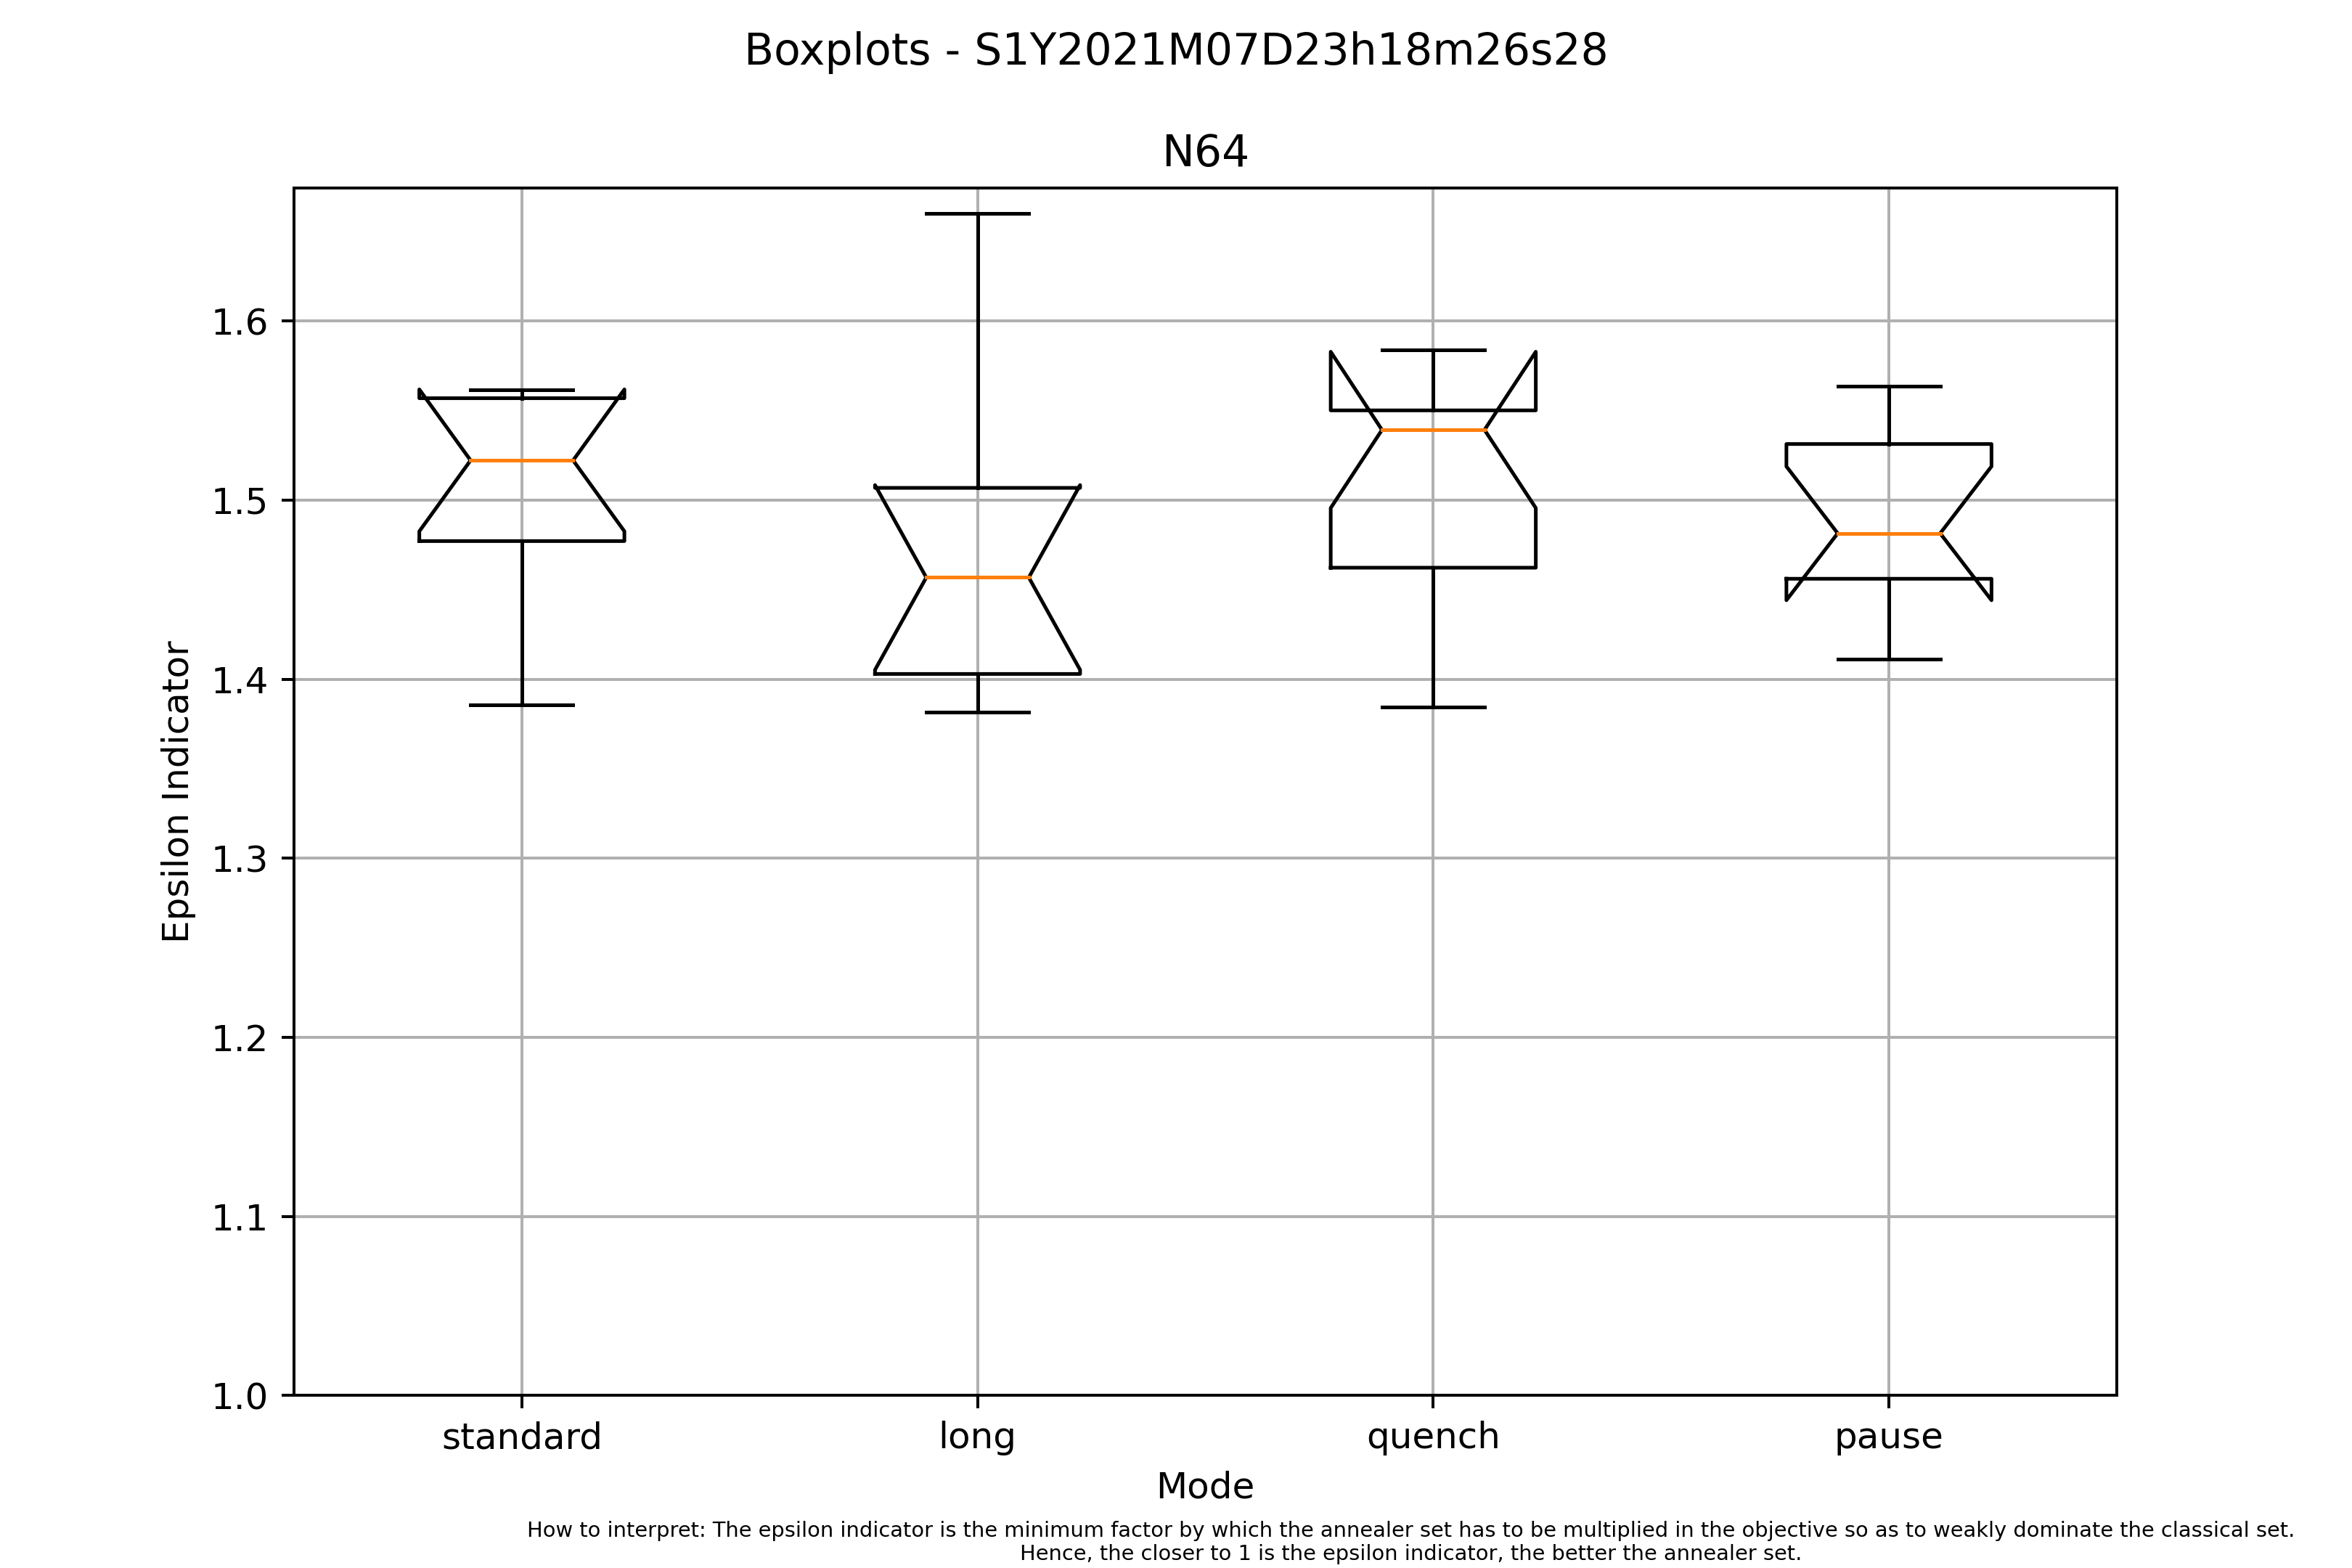 Boxplots - S1Y2021M07D23h18m26s28
N64
1.6
1.5
1.4
1.3
1.2
1.1
1.0
Epsilon Indicator
standard long quench pause
Mode
How to interpret: The epsilon indicator is the minimum factor by which the annealer set has to be multiplied in the objective so as to weakly dominate the classical set.
Hence, the closer to 1 is the epsilon indicator, the better the annealer set.